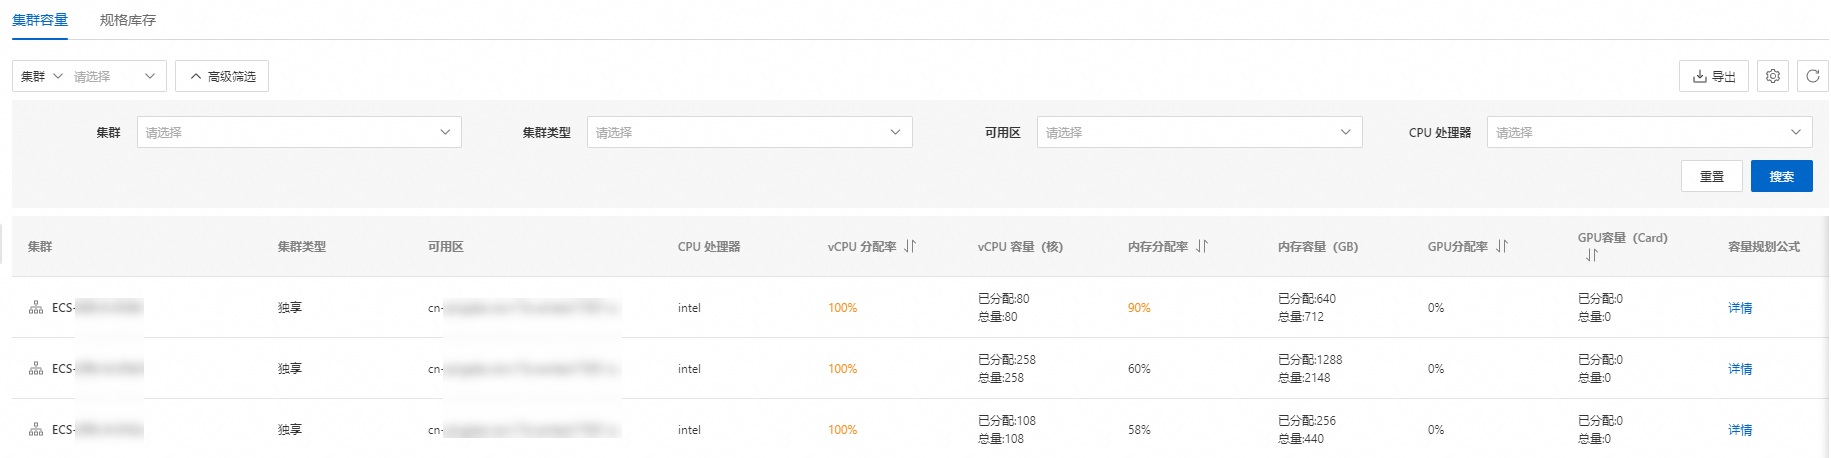 集群容量 规格库存
集群 请选择 高级筛选 导出
集群 请选择 集群类型 请选择 可用区 请选择 CPU 处理器 请选择
重置 搜索
集群 集群类型 可用区 CPU 处理器 vCPU 分配率 vCPU 容量（核） 内存分配率 内存容量（GB） GPU分配率 GPU容量（Card） 容量规划公式
ECS- 独享 cn- intel 100% 已分配:80 90% 已分配:640 0% 已分配:0 详情
总量:80 总量:712 总量:0
ECS- 独享 cn- intel 100% 已分配:258 60% 已分配:1288 0% 已分配:0 详情
总量:258 总量:2148 总量:0
ECS- 独享 cn- intel 100% 已分配:108 58% 已分配:256 0% 已分配:0 详情
总量:108 总量:440 总量:0